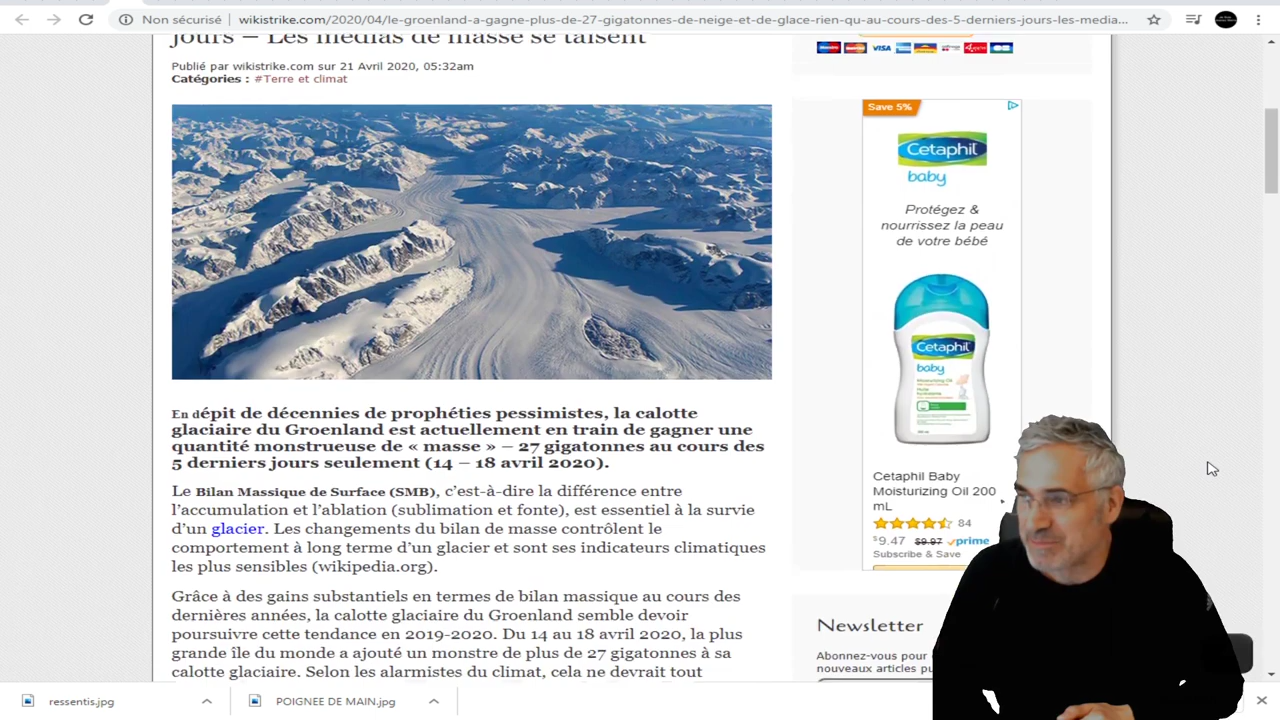 Non sécurisé
wikistrike.com/2020/04/le-groenland-a-gagne-plus-de-27-gigatonnes-de-neige-et-de-glace-rien-qu-au-cours-des-5-derniers-jours-les-media...
jours – Les médias de masse se taisent
Publié par wikistrike.com sur 21 Avril 2020, 05:32am
Catégories : #Terre et climat
En dépit de décennies de prophéties pessimistes, la calotte
glaciaire du Groenland est actuellement en train de gagner une
quantité monstrueuse de « masse » – 27 gigatonnes au cours des
5 derniers jours seulement (14 – 18 avril 2020).
Le Bilan Massique de Surface (SMB), c'est-à-dire la différence entre
l'accumulation et l'ablation (sublimation et fonte), est essentiel à la survie
d'un glacier. Les changements du bilan de masse contrôlent le
comportement à long terme d'un glacier et sont ses indicateurs climatiques
les plus sensibles (wikipedia.org).
Grâce à des gains substantiels en termes de bilan massique au cours des
dernières années, la calotte glaciaire du Groenland semble devoir
poursuivre cette tendance en 2019-2020. Du 14 au 18 avril 2020, la plus
grande île du monde a ajouté un monstre de plus de 27 gigatonnes à sa
calotte glaciaire. Selon les alarmistes du climat, cela ne devrait tout
VISA
Save 5%
Cetaphil
baby
Protégez &
nourrissez la peau
de votre bébé
Cetaphil
baby
Moisturizing Oil
Cetaphil Baby
Moisturizing Oil 200
mL
84
$9.47 $9.97 prime
Subscribe & Save
Newsletter
Abonnez-vous pour
nouveaux articles
ressentis.jpg
POIGNEE DE MAIN.jpg